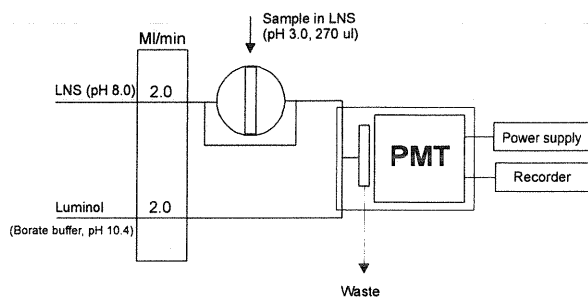 Sample in LNS
(pH 3.0, 270 ul)
Ml/min
LNS (pH 8.0)
2.0
PMT
Power supply
Recorder
Luminol
2.0
(Borate buffer, pH 10.4)
Waste